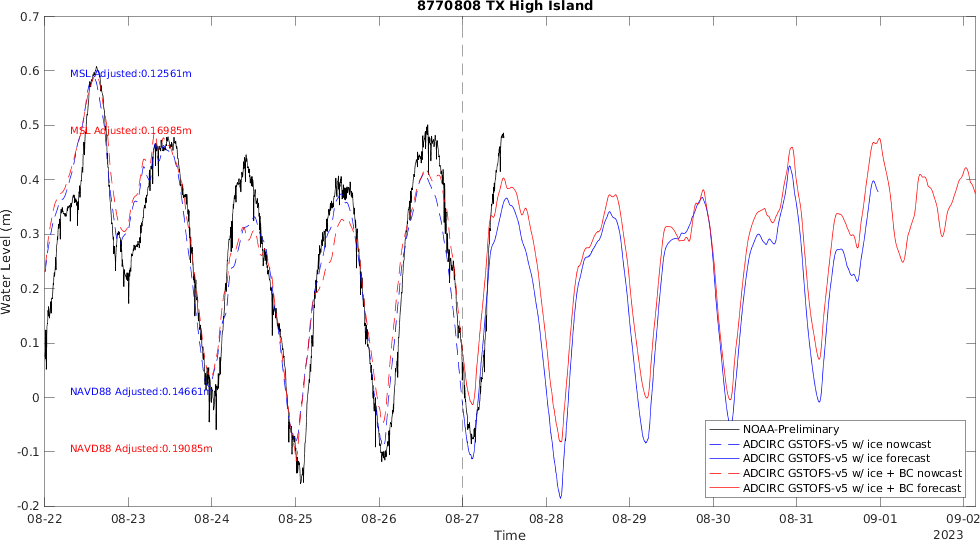 8770808 TX High Island
0.7
0.6
0.5
0.4
0.3
0.2
0.1
0
-0.1
-0.2
Water Level (m)
MSL Adjusted:0.12561m
MSL Adjusted:0.16985m
NAVD88 Adjusted:0.14661m
NAVD88 Adjusted:0.19085m
NOAA-Preliminary
ADCIRC GSTOFS-v5 w/ ice nowcast
ADCIRC GSTOFS-v5 w/ ice forecast
ADCIRC GSTOFS-v5 w/ice + BC nowcast
ADCIRC GSTOFS-v5 w/ice + BC forecast
08-22 08-23 08-24 08-25 08-26 08-27 08-28 08-29 08-30 08-31 09-01 09-02
Time
2023